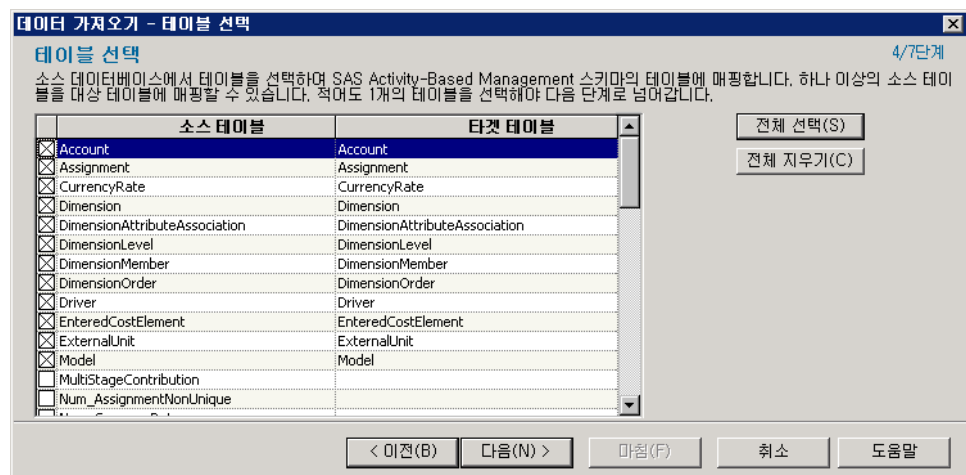 데이터 가져오기 - 테이블 선택
테이블 선택
4/7단계
소스 데이터베이스에서 테이블을 선택하여 SAS Activity-Based Management 스키마의 테이블에 매핑합니다. 하나 이상의 소스 테이
블을 대상 테이블에 매핑할 수 있습니다. 적어도 1개의 테이블을 선택해야 다음 단계로 넘어갑니다.
소스 테이블 타겟 테이블
전체 선택(S)
전체 지우기(C)
Account Account
Assignment Assignment
CurrencyRate CurrencyRate
Dimension Dimension
DimensionAttributeAssociation DimensionAttributeAssociation
DimensionLevel DimensionLevel
DimensionMember DimensionMember
DimensionOrder DimensionOrder
Driver Driver
EnteredCostElement EnteredCostElement
ExternalUnit ExternalUnit
Model Model
MultiStageContribution
Num_AssignmentNonUnique
< 이전(B) 다음(N) > 마침(F) 취소 도움말